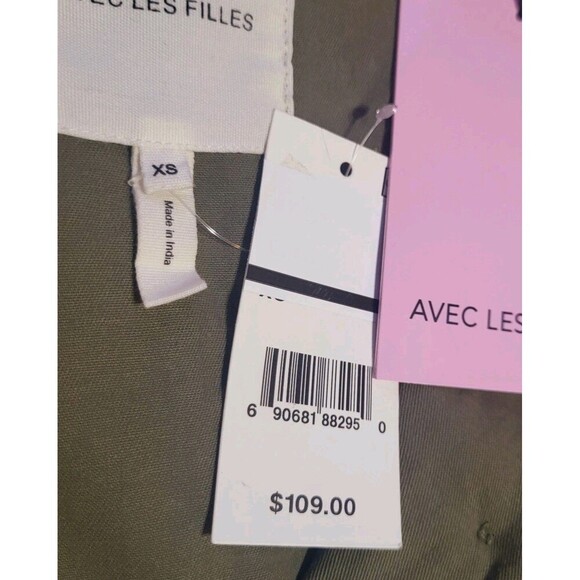 AVEC LES FILLES
XS
Made in India
6 90681 88295 0
$109.00
AVEC LES